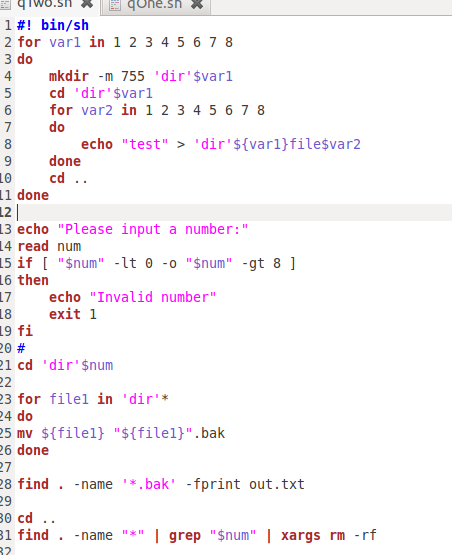 qTwo.sh qOne.sh
1 #! bin/sh
2 for var1 in 1 2 3 4 5 6 7 8
3 do
4     mkdir -m 755 'dir'$var1
5     cd 'dir'$var1
6     for var2 in 1 2 3 4 5 6 7 8
7     do
8         echo "test" > 'dir'${var1}file$var2
9     done
10     cd ..
11 done
12
13 echo "Please input a number:"
14 read num
15 if [ "$num" -lt 0 -o "$num" -gt 8 ]
16 then
17     echo "Invalid number"
18     exit 1
19 fi
20 #
21 cd 'dir'$num
22
23 for file1 in 'dir'*
24 do
25 mv ${file1} "${file1}".bak
26 done
27
28 find . -name '*.bak' -fprint out.txt
29
30 cd ..
31 find . -name "*" | grep "$num" | xargs rm -rf
32